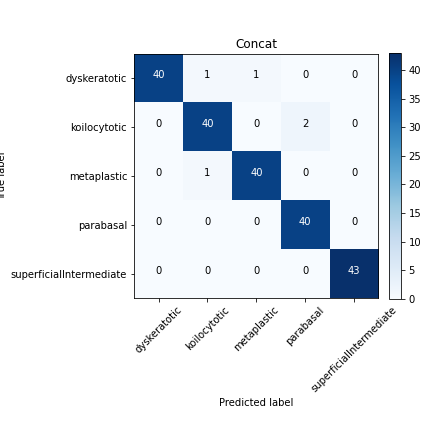 Concat
dyskeratotic 40 1 1 0 0
koilocytotic 0 40 0 2 0
metaplastic 0 1 40 0 0
parabasal 0 0 0 40 0
superficialIntermediate 0 0 0 0 43
dyskeratotic koilocytotic metaplastic parabasal superficialIntermediate
Predicted label
label
40
35
30
25
20
15
10
5
0